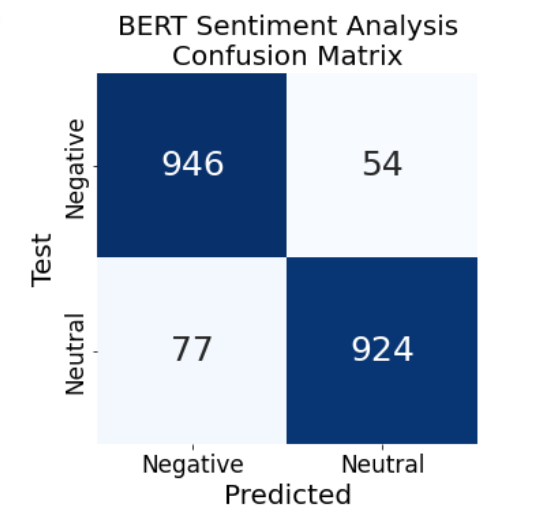 BERT Sentiment Analysis
Confusion Matrix
Negative
946
54
Test
Neutral
77
924
Negative
Neutral
Predicted